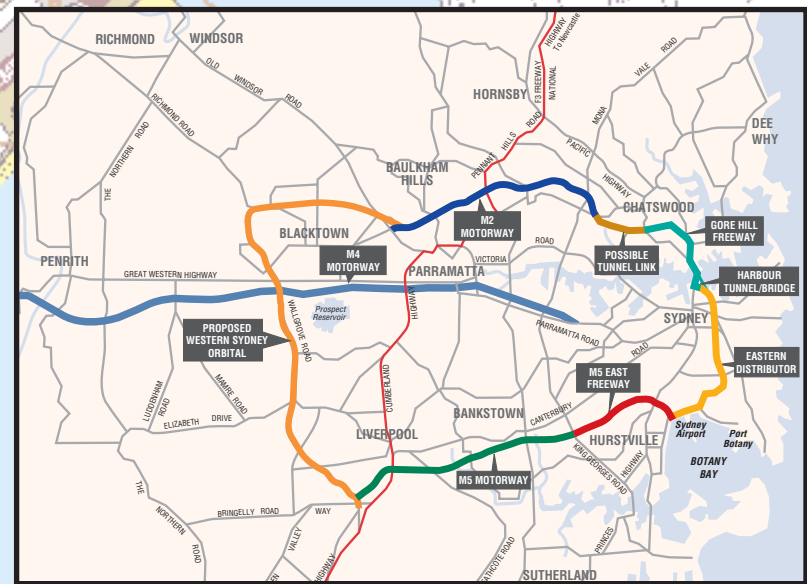 RICHMOND
WINDSOR
OLD
WINDSOR
ROAD
RICHMOND ROAD
THE
NORTHERN
ROAD
HORNSBY
F3 FREEWAY
NATIONAL
HIGHWAY
To Newcastle
MONA
VALE
ROAD
DEE
WHY
PENNANT
HILLS
ROAD
PACIFIC
HIGHWAY
BAULKHAM
HILLS
CHATSWOOD
M2
MOTORWAY
GORE HILL
FREEWAY
BLACKTOWN
M4
MOTORWAY
POSSIBLE
TUNNEL LINK
VICTORIA
ROAD
PENRITH
GREAT WESTERN HIGHWAY
PARRAMATTA
HARBOUR
TUNNEL/BRIDGE
HIGHWAY
WALLGROVE ROAD
Prospect
Reservoir
SYDNEY
PROPOSED
WESTERN SYDNEY
ORBITAL
PARRAMATTA ROAD
ROAD
EASTERN
DISTRIBUTOR
M5 EAST
FREEWAY
LUDDENHAM
ROAD
MAMRE ROAD
CUMBERLAND
ELIZABETH
DRIVE
BANKSTOWN
CANTERBURY
LIVERPOOL
HURSTVILLE
Sydney
Airport
Port
Botany
KING GEORGES ROAD
HIGHWAY
BOTANY
BAY
M5 MOTORWAY
THE
NORTHERN
ROAD
BRINGELLY ROAD
WAY
VALLEY
HIGHWAY
PRINCES
SUTHERLAND